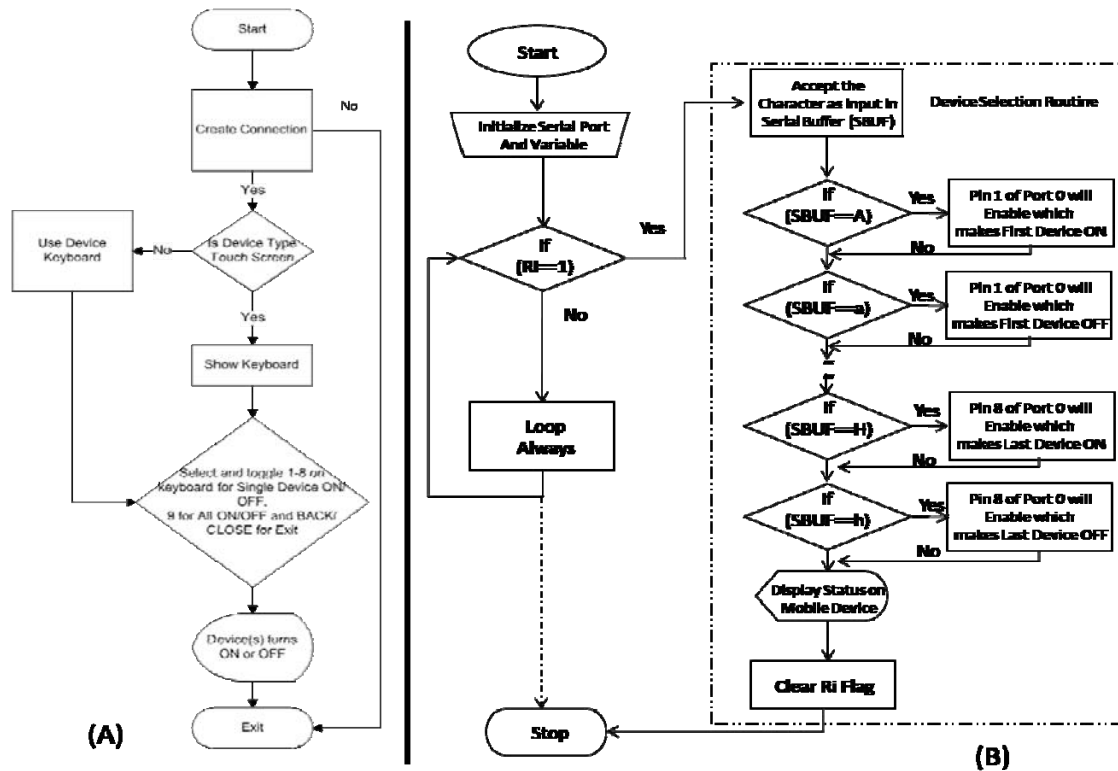 Start
No
Create Connection
Yes
Is Device Type
Touch Screen
No
Use Device
Keyboard
Yes
Show Keyboard
Select and toggle 1-8 on
keyboard for Single Device ON/
OFF.
9 for All ON/OFF and BACK/
CLOSE for Exit
Device(s) turns
ON or OFF
Exit
(A)
Start
Initialize Serial Port
And Variable
If
(RI==1)
Yes
No
Loop
Always
Stop
Accept the
Character as Input in
Serial Buffer (SBUF)
Device Selection Routine
If
(SBUF==A)
Yes
Pin 1 of Port 0 will
Enable which
makes First Device ON
No
If
(SBUF==a)
Yes
Pin 1 of Port 0 will
Enable which
makes First Device OFF
No
If
(SBUF==H)
Yes
Pin 8 of Port 0 will
Enable which
makes Last Device ON
No
If
(SBUF==h)
Yes
Pin 8 of Port 0 will
Enable which
makes Last Device OFF
No
Display Status on
Mobile Device
Clear Ri Flag
(B)